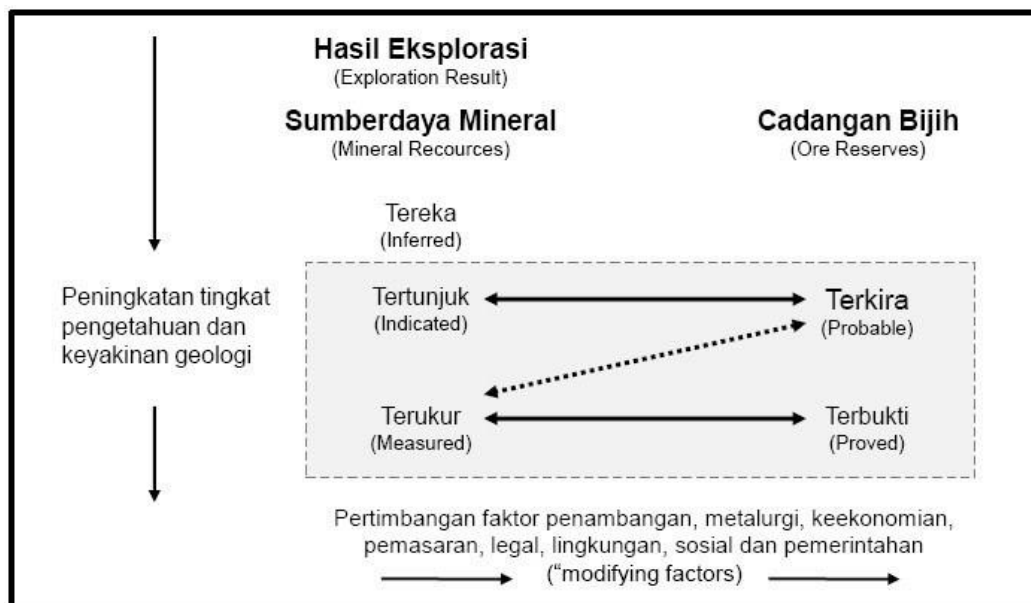 Hasil Eksplorasi
(Exploration Result)
Sumberdaya Mineral
(Mineral Recources)
Cadangan Bijih
(Ore Reserves)
Tereka
(Inferred)
Peningkatan tingkat
pengetahuan dan
keyakinan geologi
Tertunjuk
(Indicated)
Terkira
(Probable)
Terukur
(Measured)
Terbukti
(Proved)
Pertimbangan faktor penambangan, metalurgi, keekonomian,
pemasaran, legal, lingkungan, sosial dan pemerintahan
(“modifying factors)